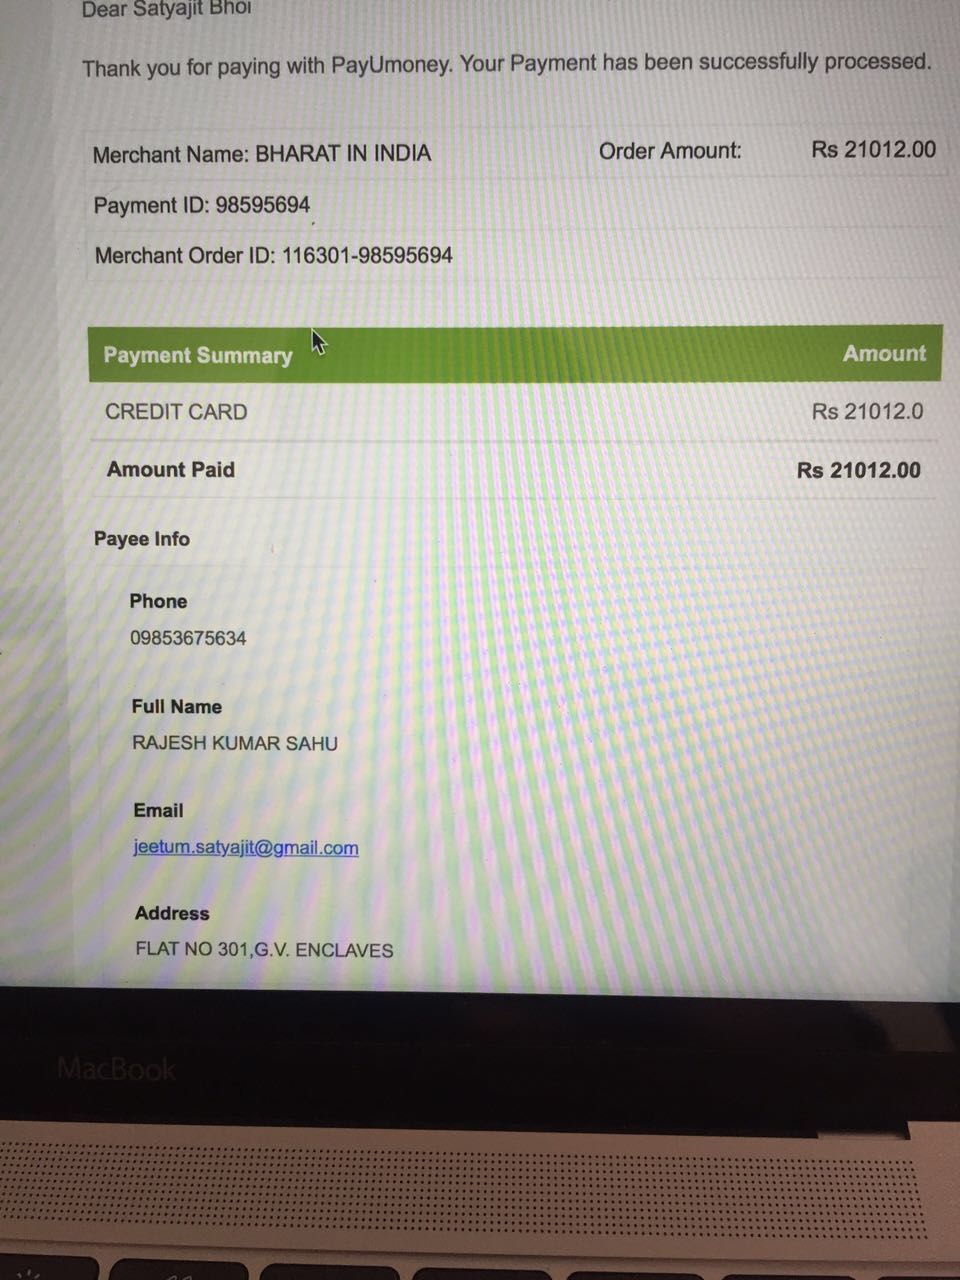 Dear Satyajit Bhoi
Thank you for paying with PayUmoney. Your Payment has been successfully processed.
Merchant Name: BHARAT IN INDIA Order Amount: Rs 21012.00
Payment ID: 98595694
Merchant Order ID: 116301-98595694
Payment Summary Amount
CREDIT CARD Rs 21012.0
Amount Paid Rs 21012.00
Payee Info
Phone
09853675634
Full Name
RAJESH KUMAR SAHU
Email
jeetum.satyajit@gmail.com
Address
FLAT NO 301,G.V. ENCLAVES
MacBook